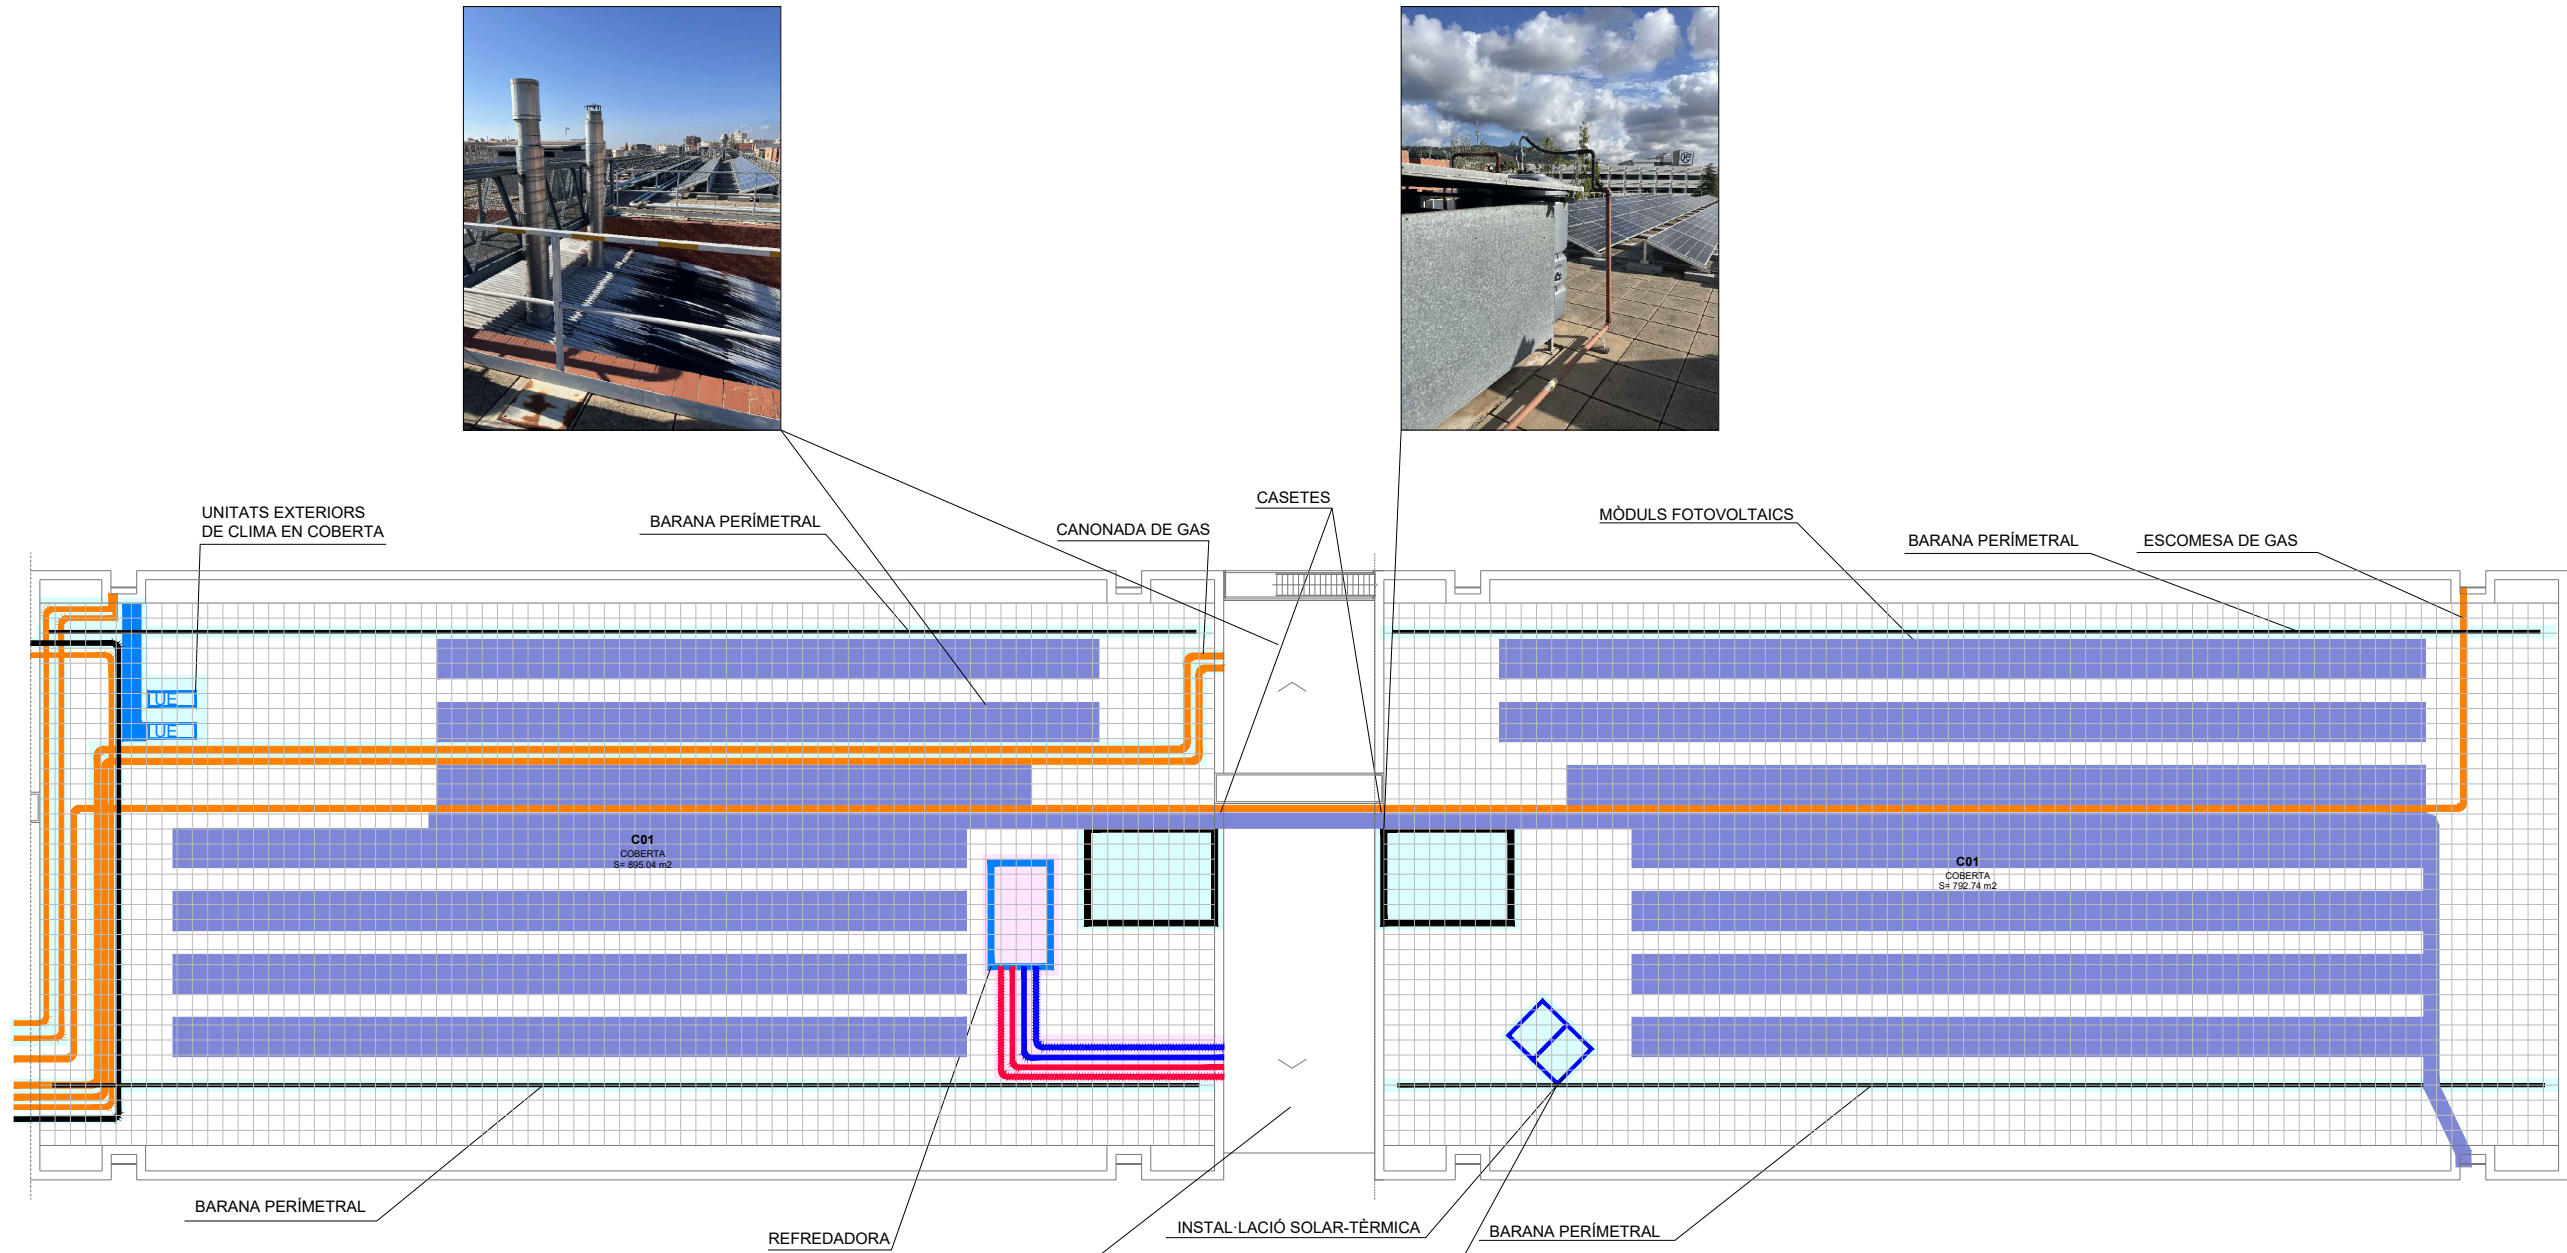 CASETES
UNITATS EXTERIORS
DE CLIMA EN COBERTA
BARANA PERÍMETRAL
CANONADA DE GAS
MÒDULS FOTOVOLTAICS
BARANA PERÍMETRAL
ESCOMESA DE GAS
UE
UE
C01
COBERTA
S= 895.04 m2
C01
COBERTA
S= 792.74 m2
BARANA PERÍMETRAL
REFREDADORA
INSTAL·LACIÓ SOLAR-TÈRMICA
BARANA PERÍMETRAL